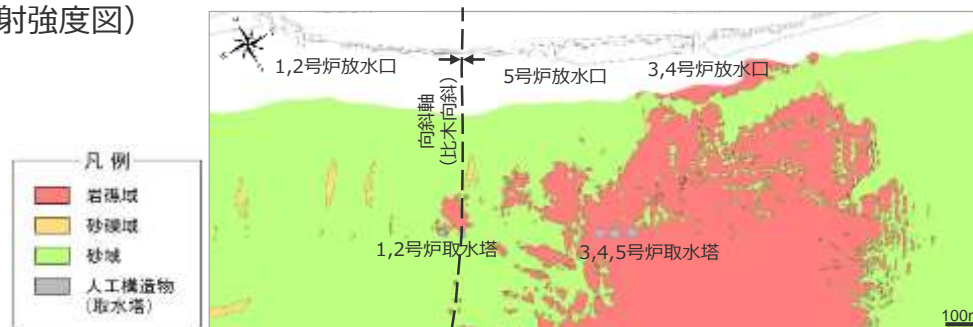 射強度図)
1,2号炉放水口
5号炉放水口
3,4号炉放水口
向斜軸
(比木向斜)
凡 例
岩礁域
砂礫域
砂域
人工構造物
(取水塔)
1,2号炉取水塔
3,4,5号炉取水塔
100m